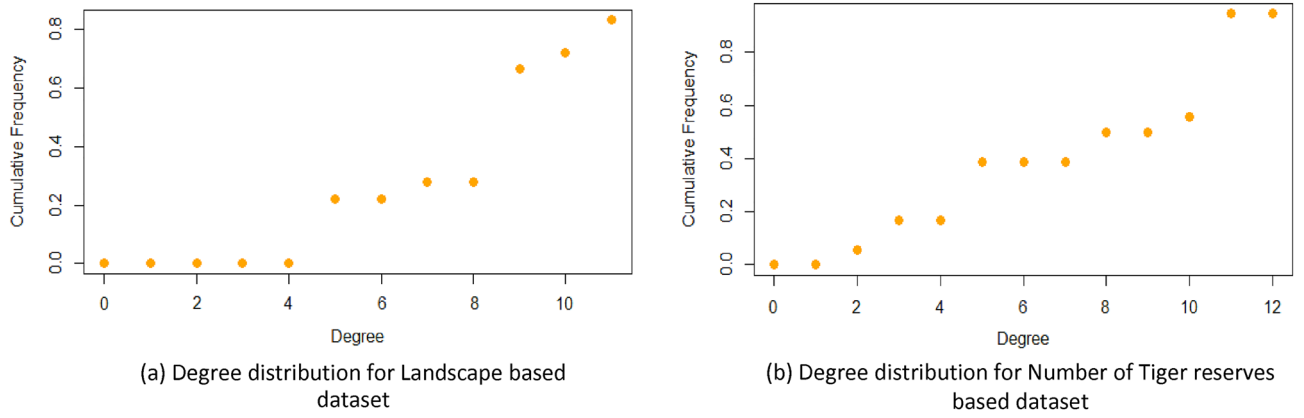 Cumulative Frequency
0.8
0.6
0.4
0.2
0.0
0 2 4 6 8 10
Degree
(a) Degree distribution for Landscape based
dataset
Cumulative Frequency
0.8
0.6
0.4
0.2
0.0
0 2 4 6 8 10 12
Degree
(b) Degree distribution for Number of Tiger reserves
based dataset